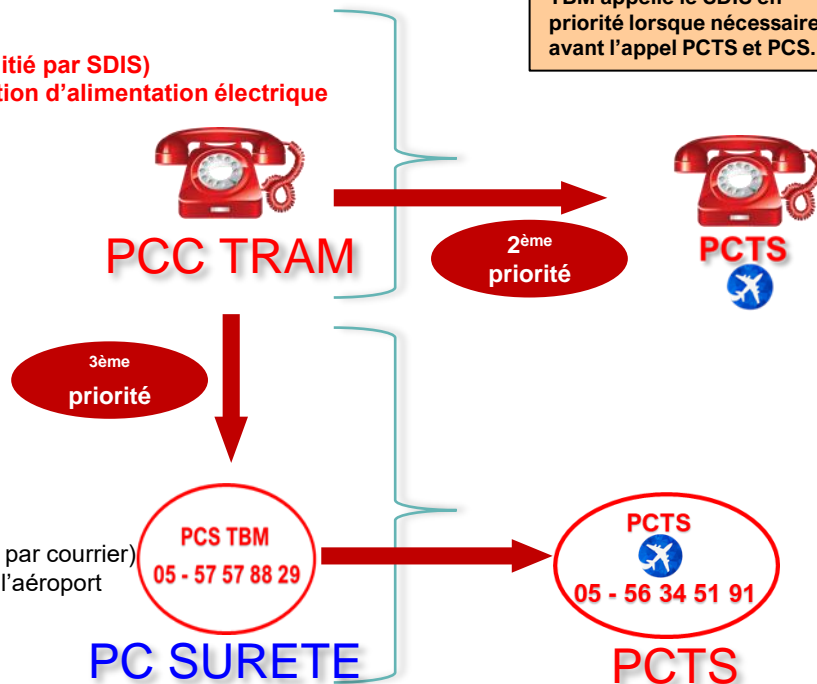 TBM appelle le SDIS en
priorité lorsque nécessaire
avant l'appel PCTS et PCS.
itié par SDIS)
tion d'alimentation électrique
PCC TRAM
2ème
priorité
PCTS
3ème
priorité
par courrier)
l'aéroport
PCS TBM
05 - 57 57 88 29
PCTS
05 - 56 34 51 91
PC SURETE
PCTS